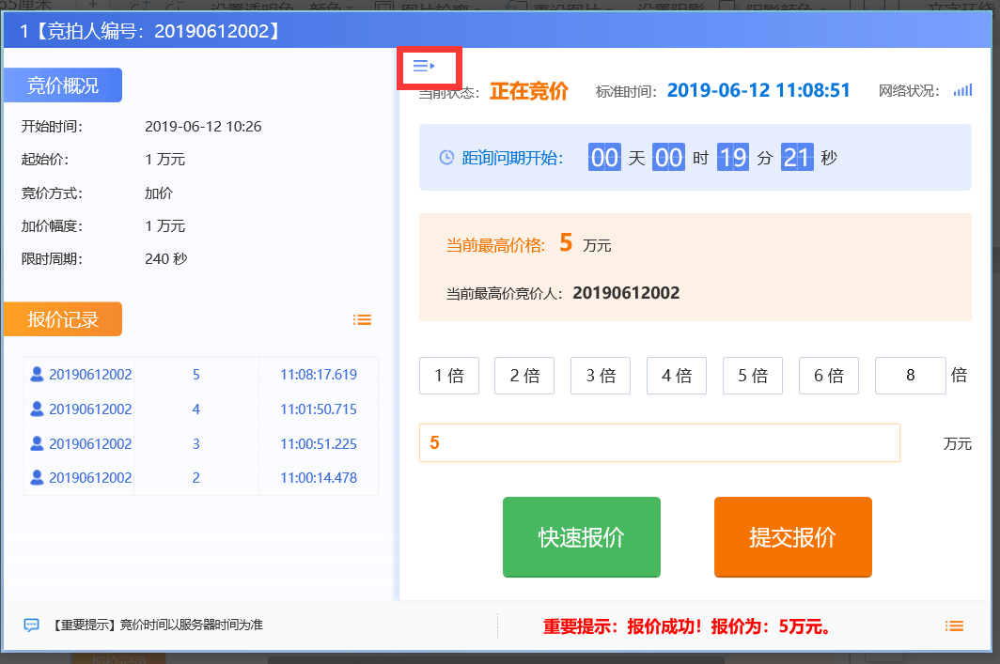 1【竞拍人编号：20190612002】
竞价概况
开始时间： 2019-06-12 10:26
起始价： 1 万元
竞价方式： 加价
加价幅度： 1 万元
限时周期： 240 秒
报价记录
20190612002 5 11:08:17.619
20190612002 4 11:01:50.715
20190612002 3 11:00:51.225
20190612002 2 11:00:14.478
当前状态： 正在竞价 标准时间： 2019-06-12 11:08:51 网络状况：
距询问期开始： 00 天 00 时 19 分 21 秒
当前最高价格: 5 万元
当前最高价竞价人： 20190612002
1 倍 2 倍 3 倍 4 倍 5 倍 6 倍 8 倍
5 万元
快速报价 提交报价
【重要提示】竞价时间以服务器时间为准
重要提示：报价成功！报价为：5万元。